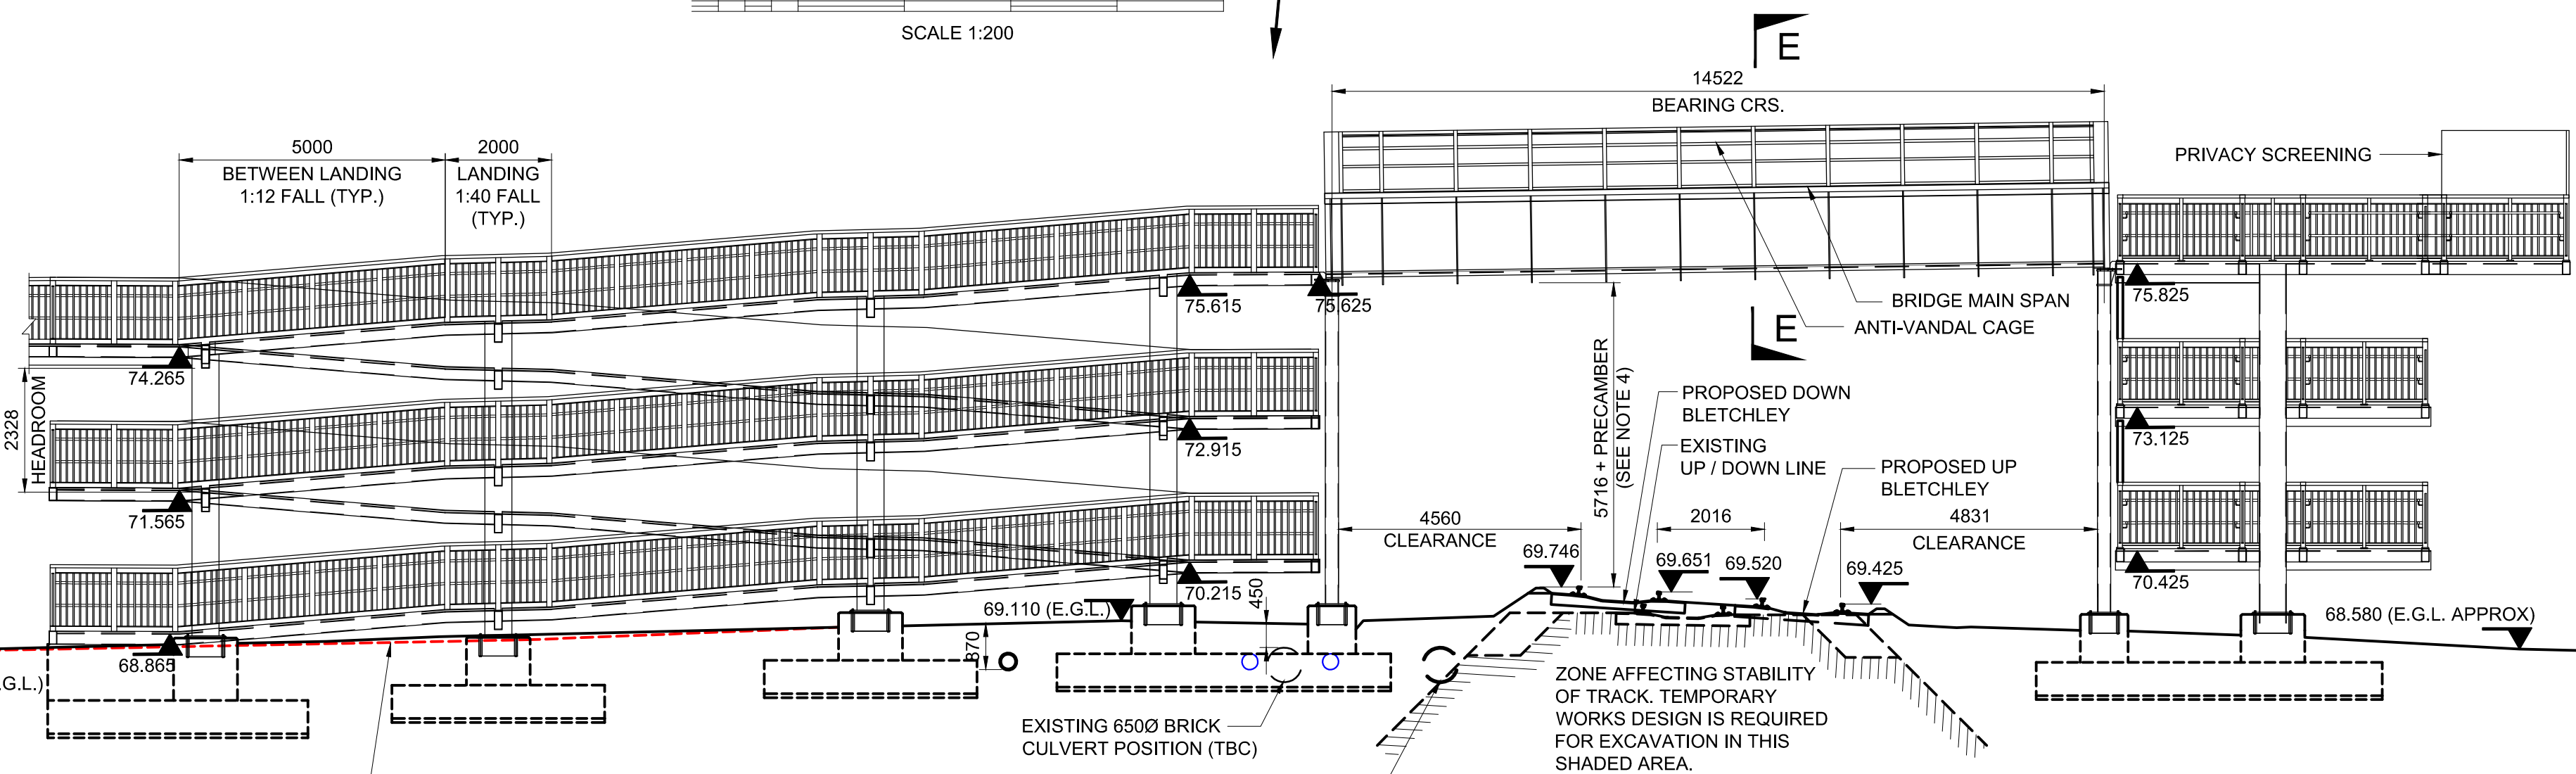 SCALE 1:200
E
14522
BEARING CRS.
5000
BETWEEN LANDING
1:12 FALL (TYP.)
2000
LANDING
1:40 FALL
(TYP.)
PRIVACY SCREENING
75.615
75.625
75.825
BRIDGE MAIN SPAN
ANTI-VANDAL CAGE
E
74.265
2328
HEADROOM
5716 + PRECAMBER
(SEE NOTE 4)
PROPOSED DOWN
BLETCHLEY
EXISTING
UP / DOWN LINE
PROPOSED UP
BLETCHLEY
72.915
73.125
71.565
4560
CLEARANCE
2016
4831
CLEARANCE
69.746
69.651
69.520
69.425
70.215
70.425
450
69.110 (E.G.L.)
870
68.580 (E.G.L. APPROX)
68.865
.G.L.)
EXISTING 650Ø BRICK
CULVERT POSITION (TBC)
ZONE AFFECTING STABILITY
OF TRACK. TEMPORARY
WORKS DESIGN IS REQUIRED
FOR EXCAVATION IN THIS
SHADED AREA.